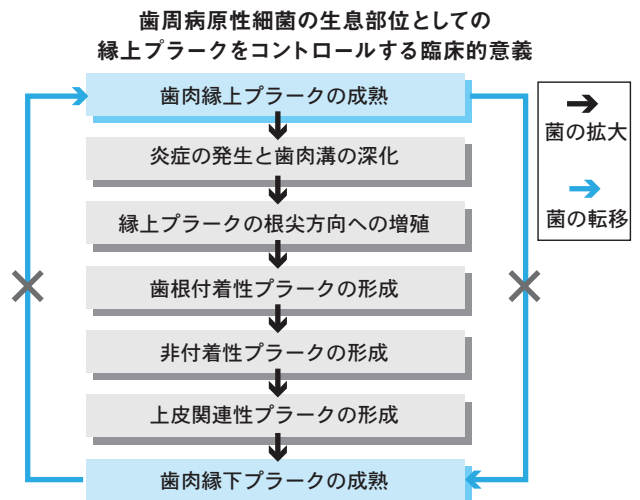 歯周病原性細菌の生息部位としての
縁上プラークをコントロールする臨床的意義
歯肉縁上プラークの成熟
炎症の発生と歯肉溝の深化
縁上プラークの根尖方向への増殖
歯根付着性プラークの形成
非付着性プラークの形成
上皮関連性プラークの形成
歯肉縁下プラークの成熟
菌の拡大
菌の転移